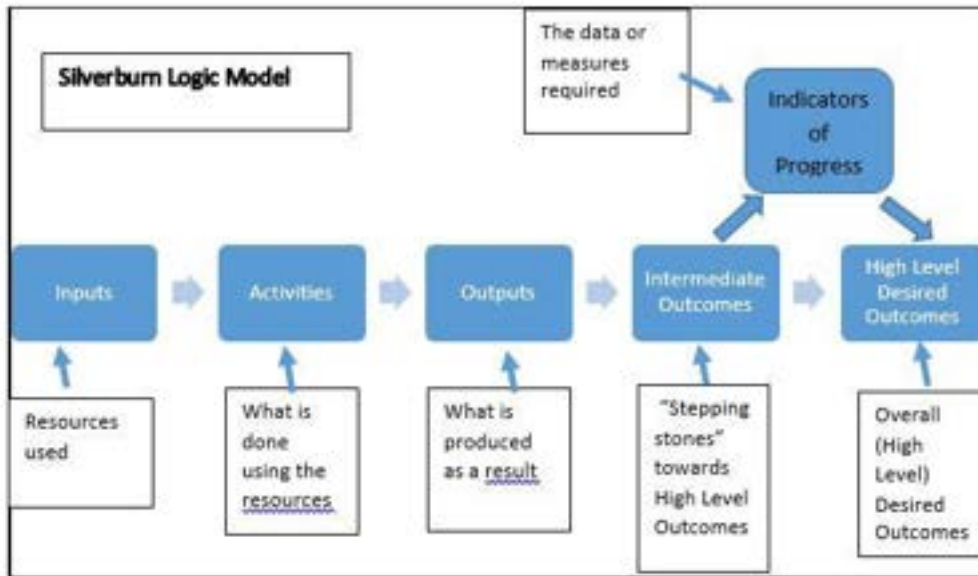 Silverburn Logic Model
The data or
measures
required
Indicators
of
Progress
Inputs
Activities
Outputs
Intermediate
Outcomes
High Level
Desired
Outcomes
Resources
used
What is
done
using the
resources
What is
produced
as a result
"Stepping
stones"
towards
High Level
Outcomes
Overall
(High
Level)
Desired
Outcomes